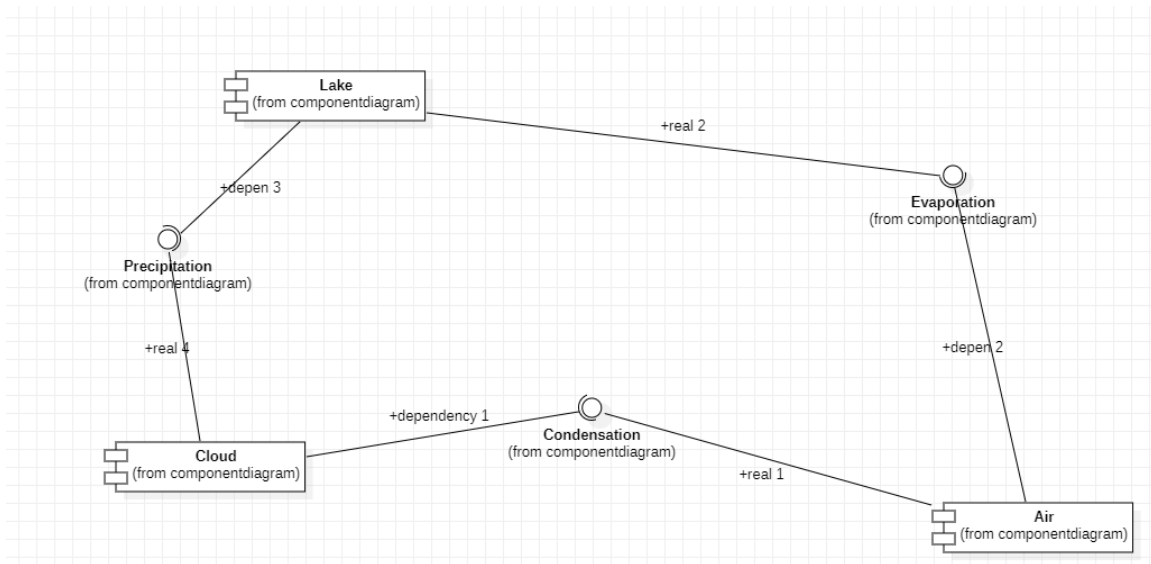 Lake
(from componentdiagram)
+real 2
+depen 3
Evaporation
(from componentdiagram)
Precipitation
(from componentdiagram)
+real 4
+depen 2
+dependency 1
Condensation
(from componentdiagram)
Cloud
(from componentdiagram)
+real 1
Air
(from componentdiagram)